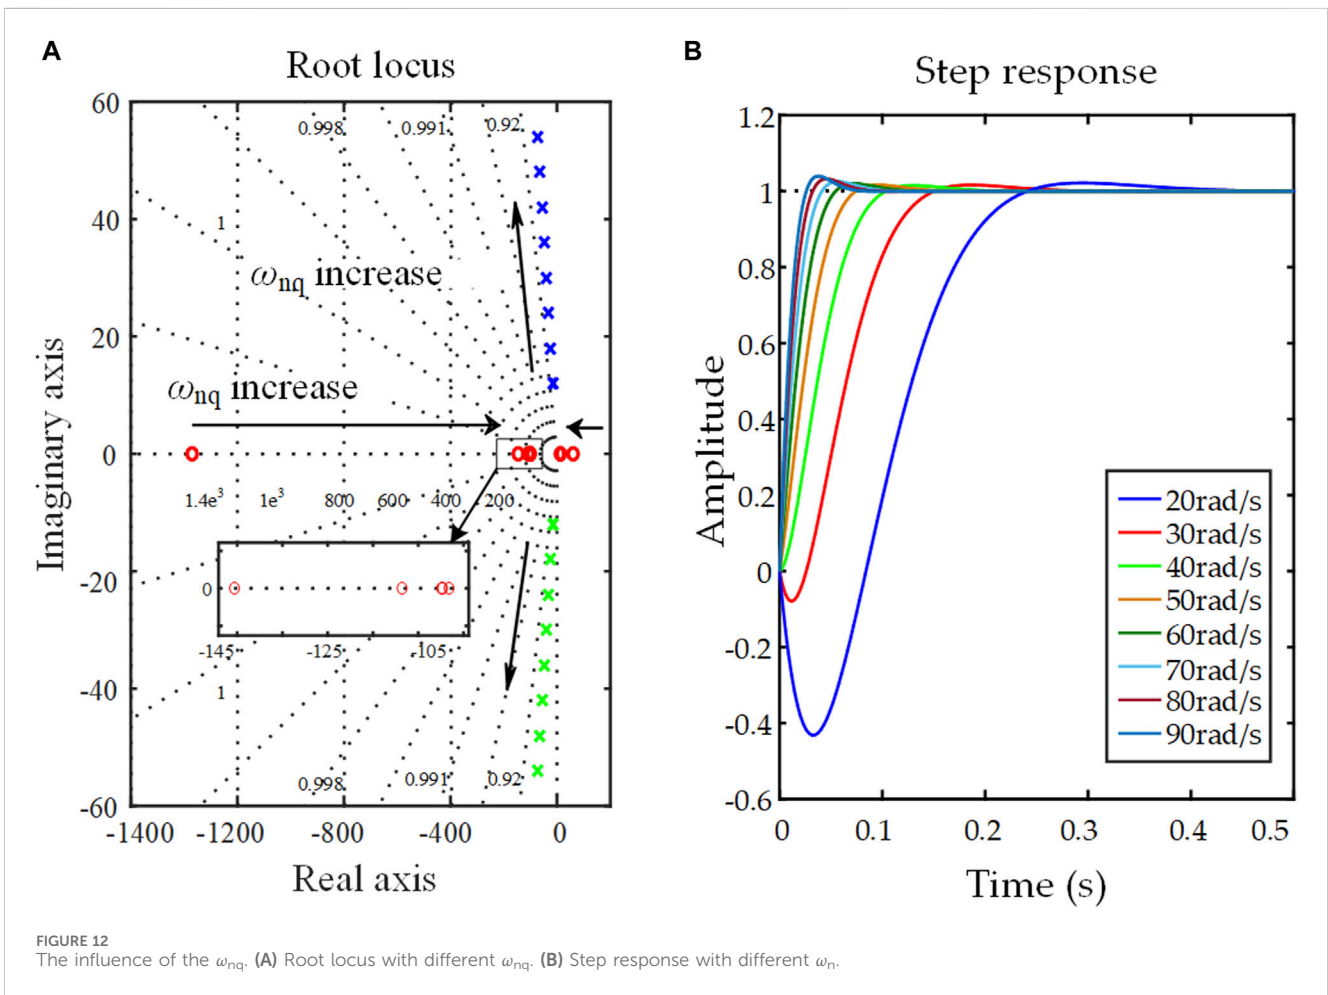 A
Root locus
60
40
20
0
-20
-40
-60
Imaginary axis
0.998
0.991
0.92
1
ωnq increase
ωnq increase
1.4e³
1e³
800
600
400
200
0
-145
-125
-105
1
0.998
0.991
0.92
-1400
-1200
-800
-400
0
Real axis
B
Step response
1.2
1
0.8
0.6
0.4
0.2
0
-0.2
-0.4
-0.6
Amplitude
20rad/s
30rad/s
40rad/s
50rad/s
60rad/s
70rad/s
80rad/s
90rad/s
0
0.1
0.2
0.3
0.4
0.5
Time (s)
FIGURE 12
The influence of the ωnq. (A) Root locus with different ωnq. (B) Step response with different ωn.